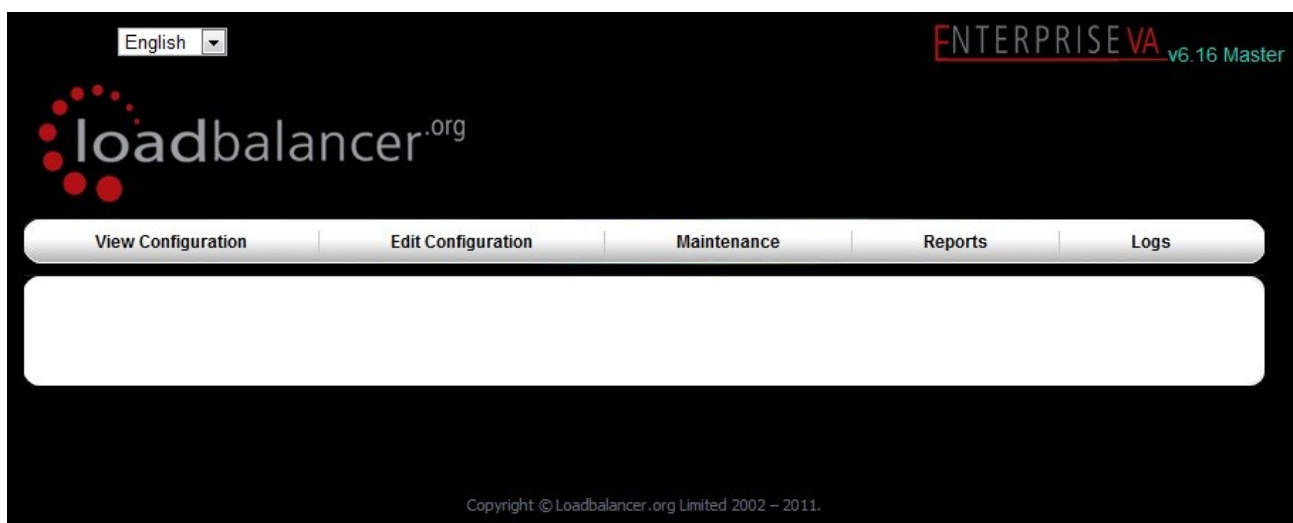 English
ENTERPRISE VA v6.16 Master
loadbalancer.org
View Configuration Edit Configuration Maintenance Reports Logs
Copyright © Loadbalancer.org Limited 2002 – 2011.